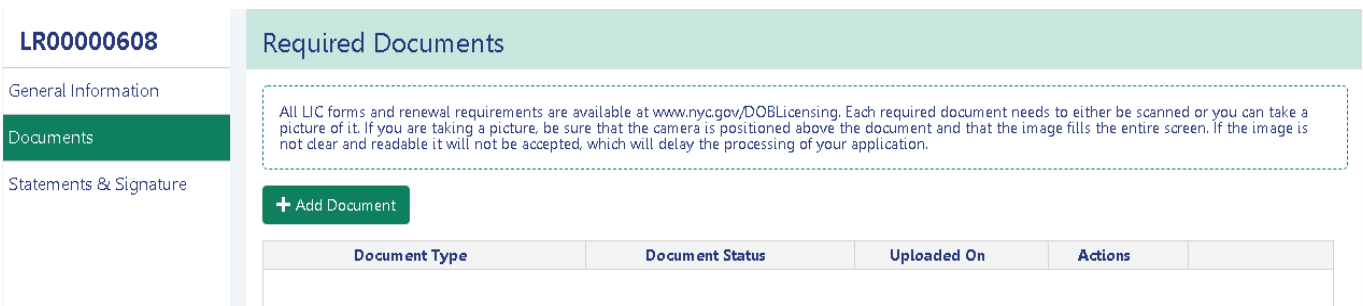 LR00000608
General Information
Documents
Statements & Signature
Required Documents
All LIC forms and renewal requirements are available at www.nyc.gov/DOBLicensing. Each required document needs to either be scanned or you can take a
picture of it. If you are taking a picture, be sure that the camera is positioned above the document and that the image fills the entire screen. If the image is
not clear and readable it will not be accepted, which will delay the processing of your application.
+ Add Document
Document Type Document Status Uploaded On Actions